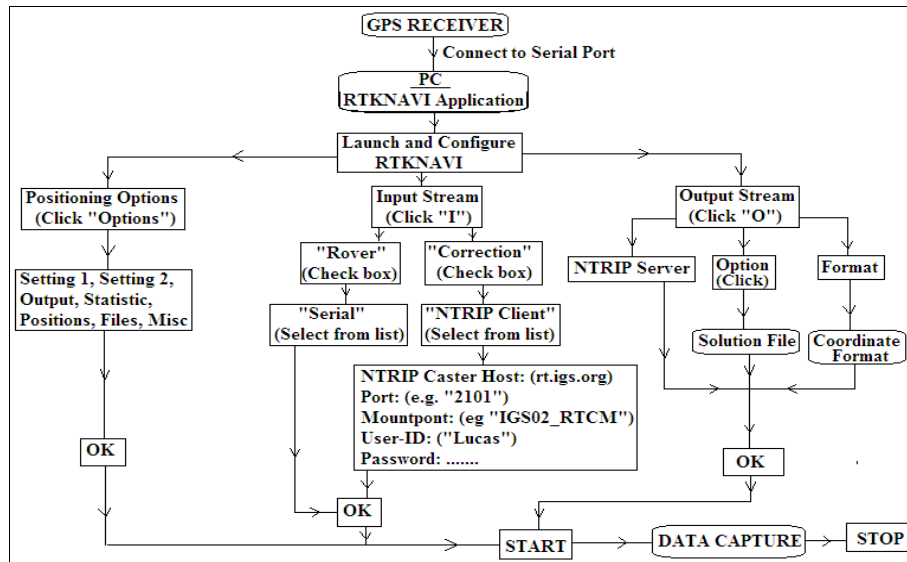 GPS RECEIVER
Connect to Serial Port
PC
RTKNAVI Application
Launch and Configure
RTKNAVI
Positioning Options
(Click "Options")
Setting 1, Setting 2,
Output, Statistic,
Positions, Files, Misc
OK
Input Stream
(Click "I")
"Rover"
(Check box)
"Serial"
(Select from list)
"Correction"
(Check box)
"NTRIP Client"
(Select from list)
NTRIP Caster Host: (rt.igs.org)
Port: (e.g. "2101")
Mountpont: (eg "IGS02_RTCM")
User-ID: ("Lucas")
Password: .......
OK
Output Stream
(Click "O")
NTRIP Server
Option
(Click)
Solution File
Format
Coordinate
Format
OK
START
DATA CAPTURE
STOP